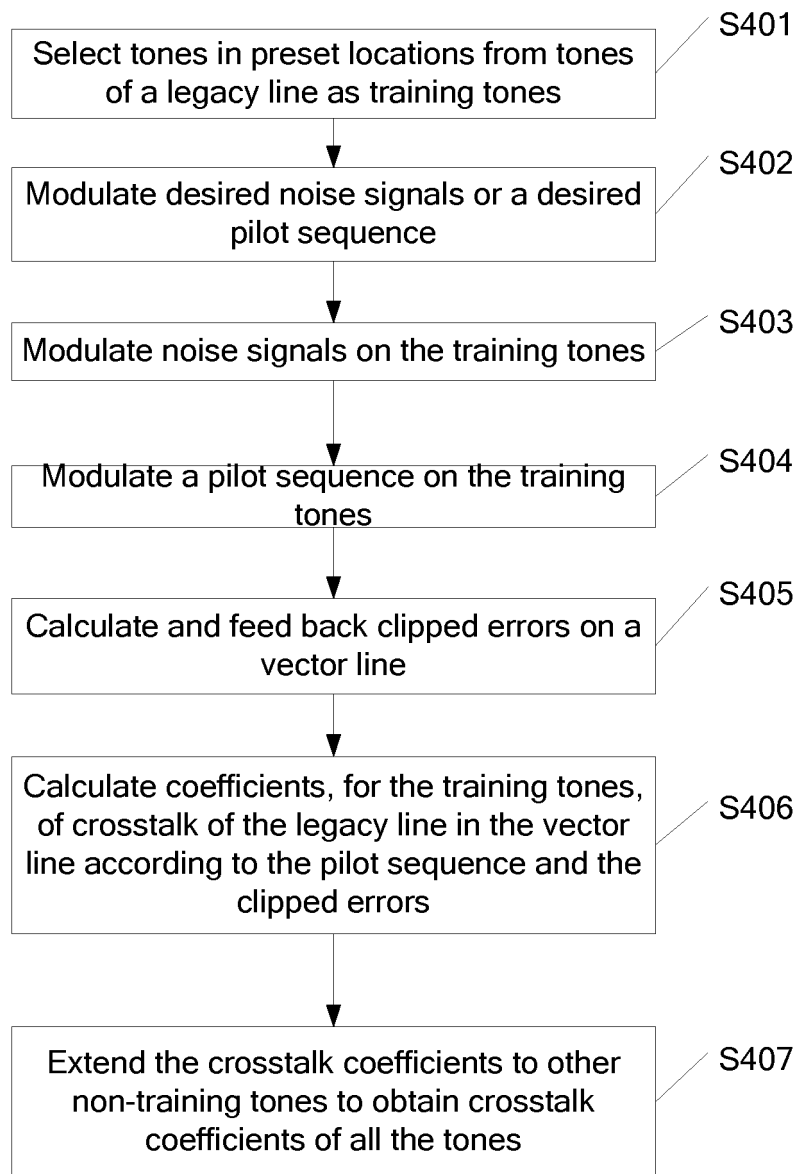 S401
Select tones in preset locations from tones
of a legacy line as training tones
S402
Modulate desired noise signals or a desired
pilot sequence
S403
Modulate noise signals on the training tones
S404
Modulate a pilot sequence on the training
tones
S405
Calculate and feed back clipped errors on a
vector line
S406
Calculate coefficients, for the training tones,
of crosstalk of the legacy line in the vector
line according to the pilot sequence and the
clipped errors
S407
Extend the crosstalk coefficients to other
non-training tones to obtain crosstalk
coefficients of all the tones